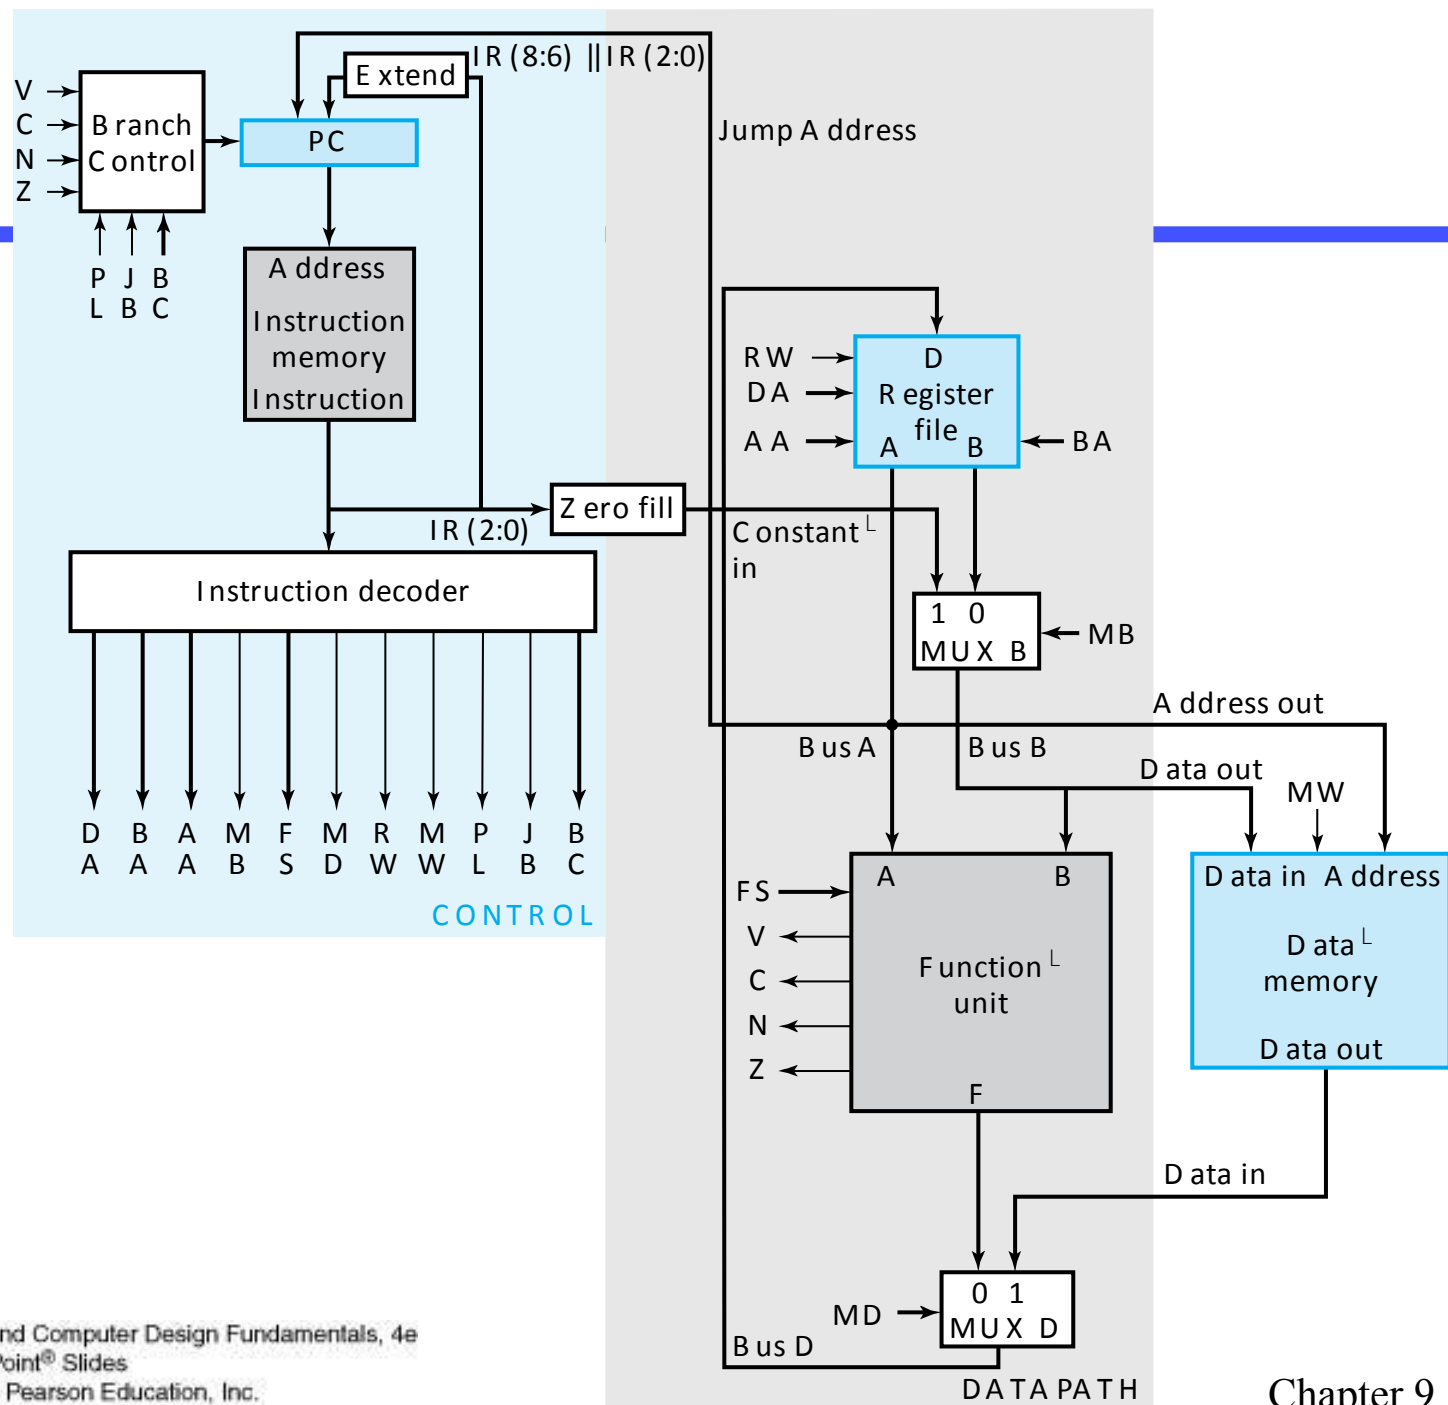 IR (8:6) || IR (2:0)
Extend
V
C
N
Z
Branch
Control
PC
Jump Address
P J B
L B C
Address
Instruction
memory
Instruction
RW
DA
AA
D
Register
file
A B
BA
IR (2:0)
Zero fill
Constant
in
Instruction decoder
1 0
MUX B
MB
Address out
Bus A
Bus B
Data out
MW
D B A M F M R M P J B
A A A B S D W W L B C
CONTROL
FS
V
C
N
Z
A B
Function
unit
F
Data in Address
Data
memory
Data out
Data in
MD
0 1
MUX D
Bus D
DATAPATH
nd Computer Design Fundamentals, 4e
Point® Slides
Pearson Education, Inc.
Chapter 9